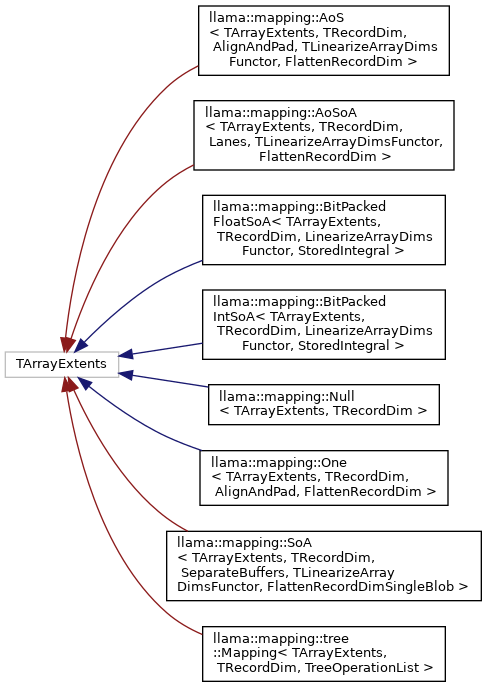 llama::mapping::AoS
< TArrayExtents, TRecordDim,
AlignAndPad, TLinearizeArrayDims
Functor, FlattenRecordDim >
llama::mapping::AoSoA
< TArrayExtents, TRecordDim,
Lanes, TLinearizeArrayDimsFunctor,
FlattenRecordDim >
llama::mapping::BitPacked
FloatSoA< TArrayExtents,
TRecordDim, LinearizeArrayDims
Functor, StoredIntegral >
llama::mapping::BitPacked
IntSoA< TArrayExtents,
TRecordDim, LinearizeArrayDims
Functor, StoredIntegral >
TArrayExtents
llama::mapping::Null
< TArrayExtents, TRecordDim >
llama::mapping::One
< TArrayExtents, TRecordDim,
AlignAndPad, FlattenRecordDim >
llama::mapping::SoA
< TArrayExtents, TRecordDim,
SeparateBuffers, TLinearizeArray
DimsFunctor, FlattenRecordDimSingleBlob >
llama::mapping::tree
::Mapping< TArrayExtents,
TRecordDim, TreeOperationList >